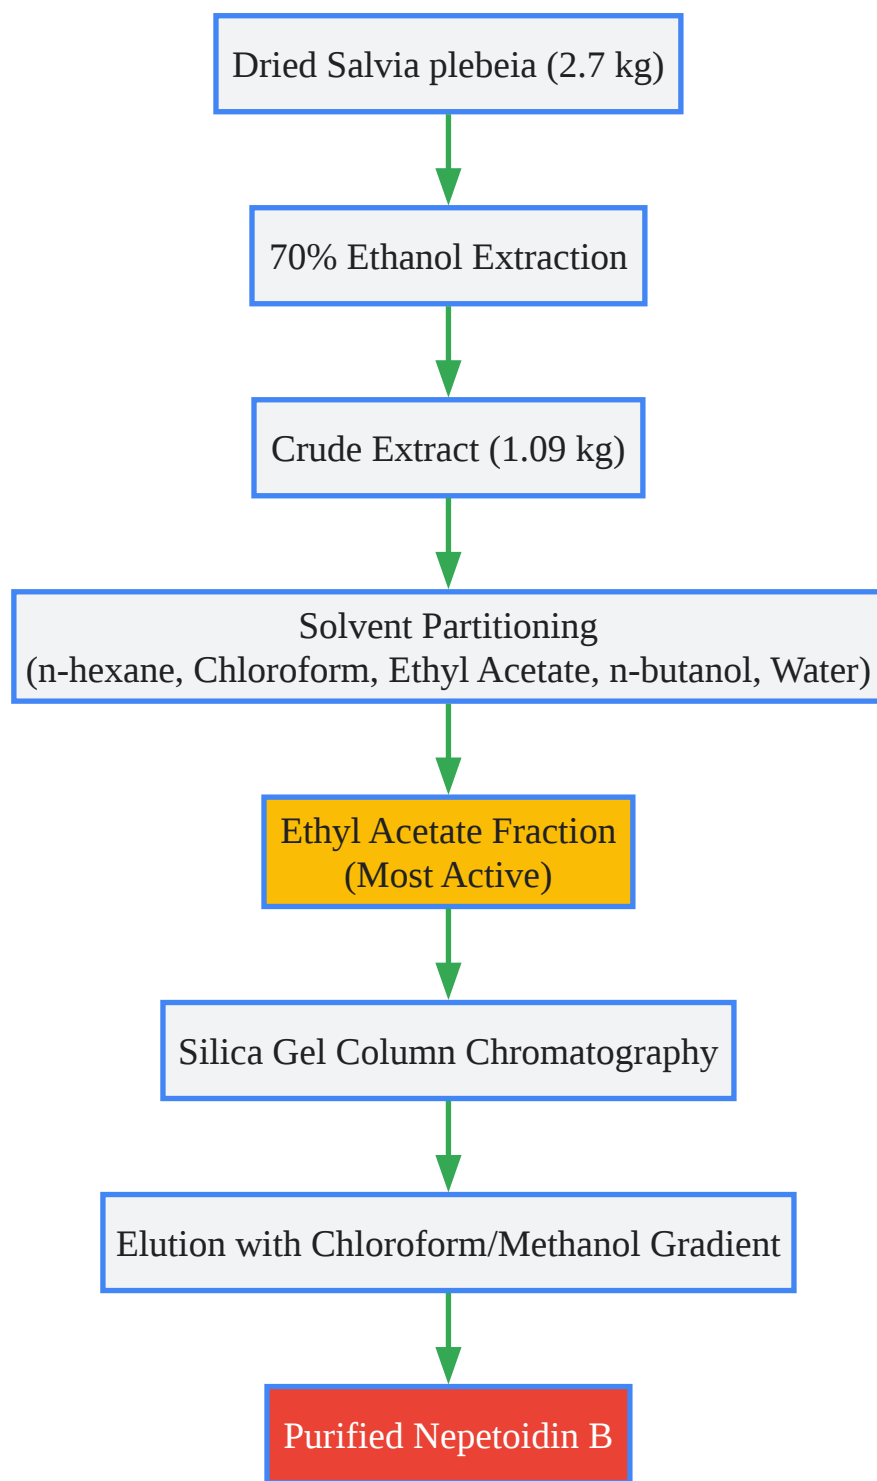 Dried Salvia plebeia (2.7 kg)
70% Ethanol Extraction
Crude Extract (1.09 kg)
Solvent Partitioning
(n-hexane, Chloroform, Ethyl Acetate, n-butanol, Water)
Ethyl Acetate Fraction
(Most Active)
Silica Gel Column Chromatography
Elution with Chloroform/Methanol Gradient
Purified Nepetoidin B